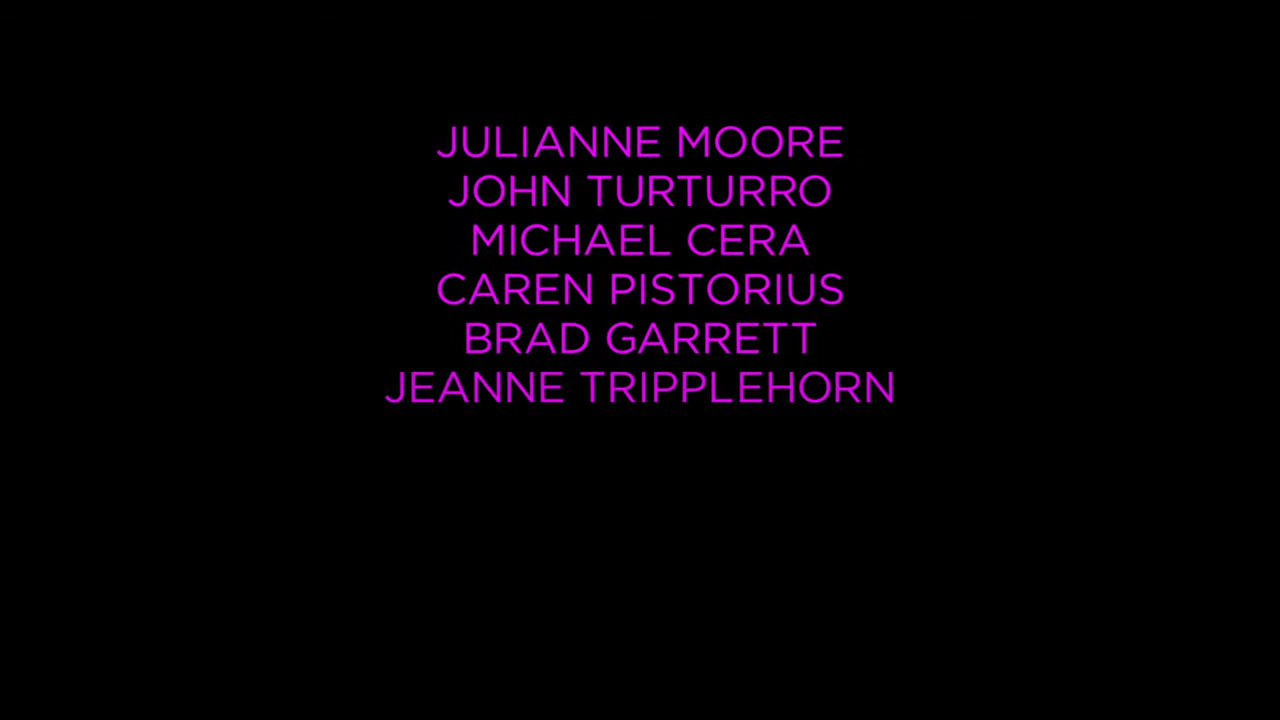 JULIANNE MOORE
JOHN TURTURRO
MICHAEL CERA
CAREN PISTORIUS
BRAD GARRETT
JEANNE TRIPPLEHORN